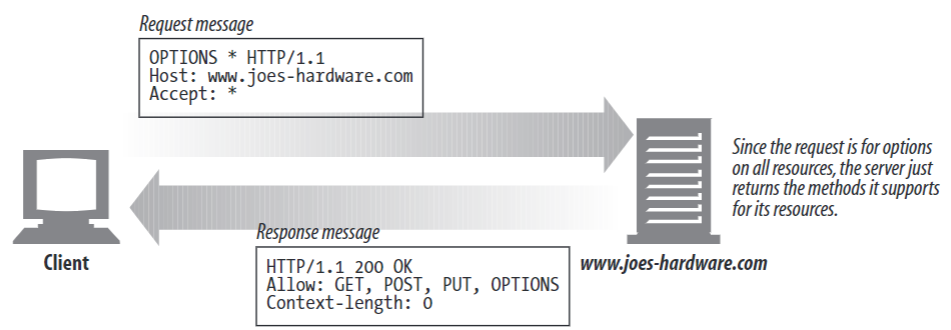 Request message
OPTIONS * HTTP/1.1
Host: www.joes-hardware.com
Accept: *
Since the request is for options
on all resources, the server just
returns the methods it supports
for its resources.
Response message
HTTP/1.1 200 OK
Allow: GET, POST, PUT, OPTIONS
Context-length: 0
Client
www.joes-hardware.com